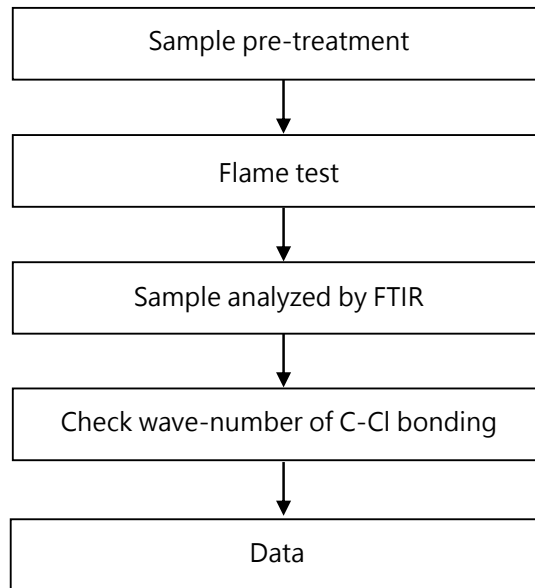 Sample pre-treatment
Flame test
Sample analyzed by FTIR
Check wave-number of C-Cl bonding
Data